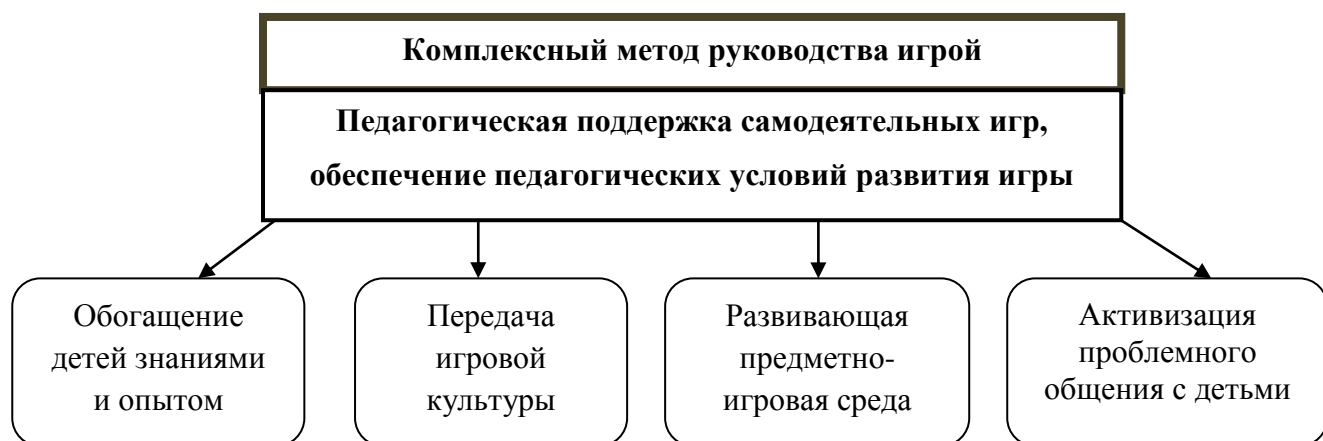 Комплексный метод руководства игрой
Педагогическая поддержка самодеятельных игр,
обеспечение педагогических условий развития игры
Обогащение
детей знаниями
и опытом
Передача
игровой
культуры
Развивающая
предметно-
игровая среда
Активизация
проблемного
общения с детьми